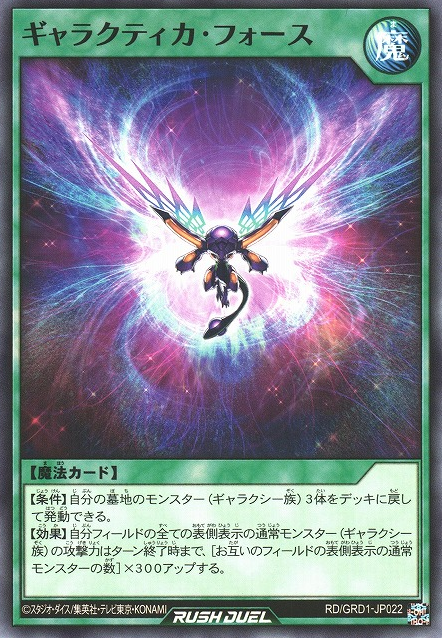 ギャラクティカ・フォース
魔
【魔法カード】
【条件】自分の墓地のモンスター(ギャラクシー族)3体をデッキに戻し
て発動できる。
【効果】自分フィールドの全ての表側表示の通常モンスター(ギャラクシー
族)の攻撃力はターン終了時まで、[お互いのフィールドの表側表示の通常
モンスターの数]×300アップする。
©スタジオ・ダイス/集英社・テレビ東京・KONAMI
RUSH DUEL
RD/GRD1-JP022